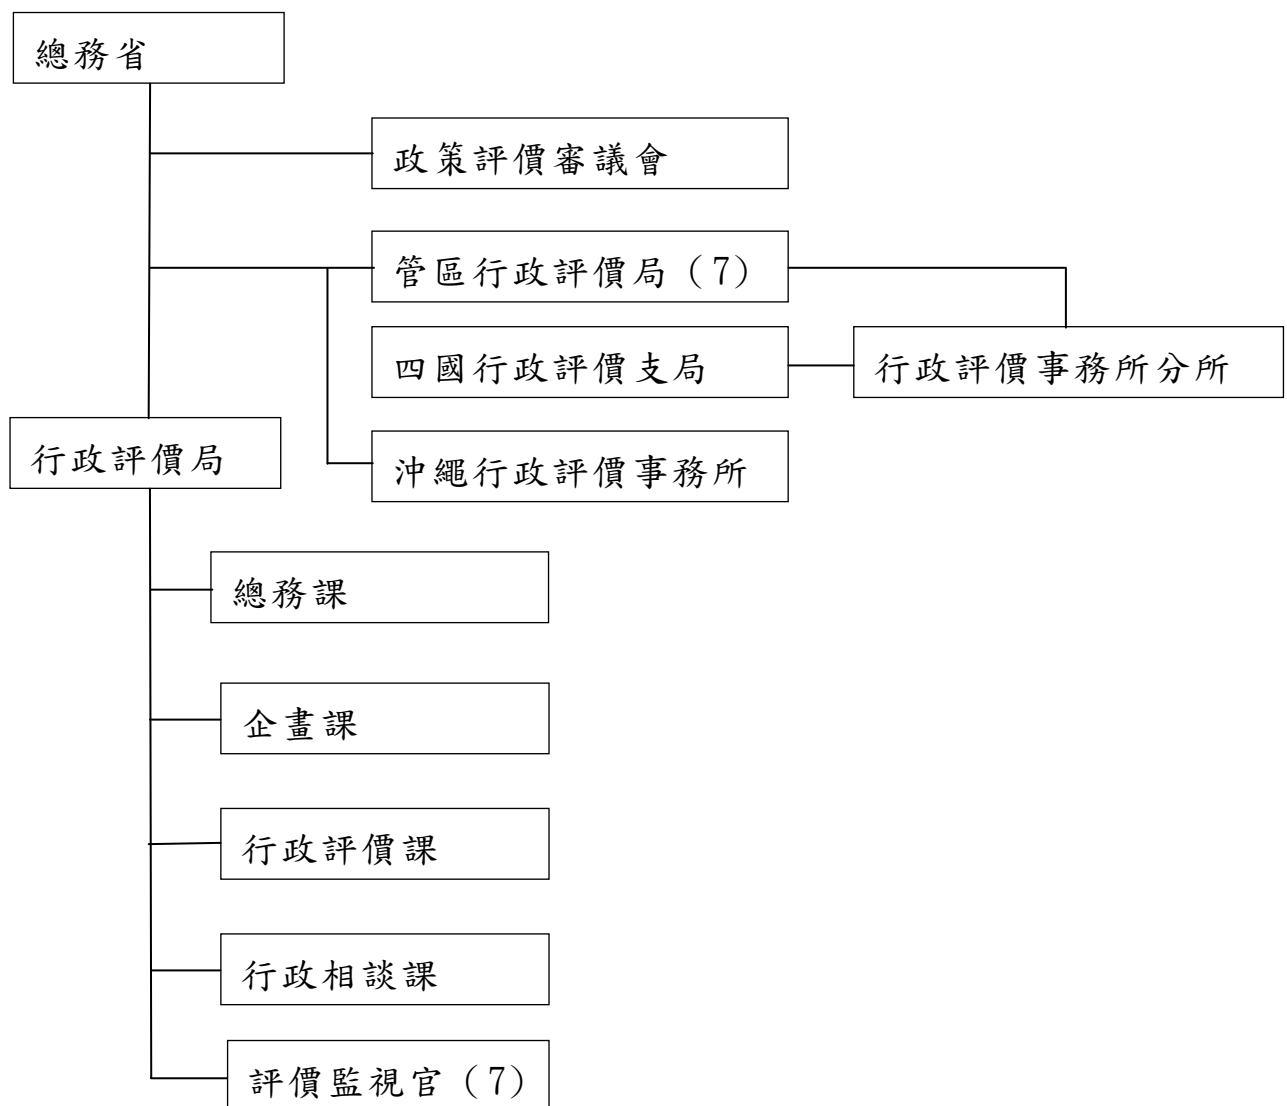 總務省
政策評價審議會
管區行政評價局（7）
四國行政評價支局
行政評價事務所分所
行政評價局
沖繩行政評價事務所
總務課
企畫課
行政評價課
行政相談課
評價監視官（7）